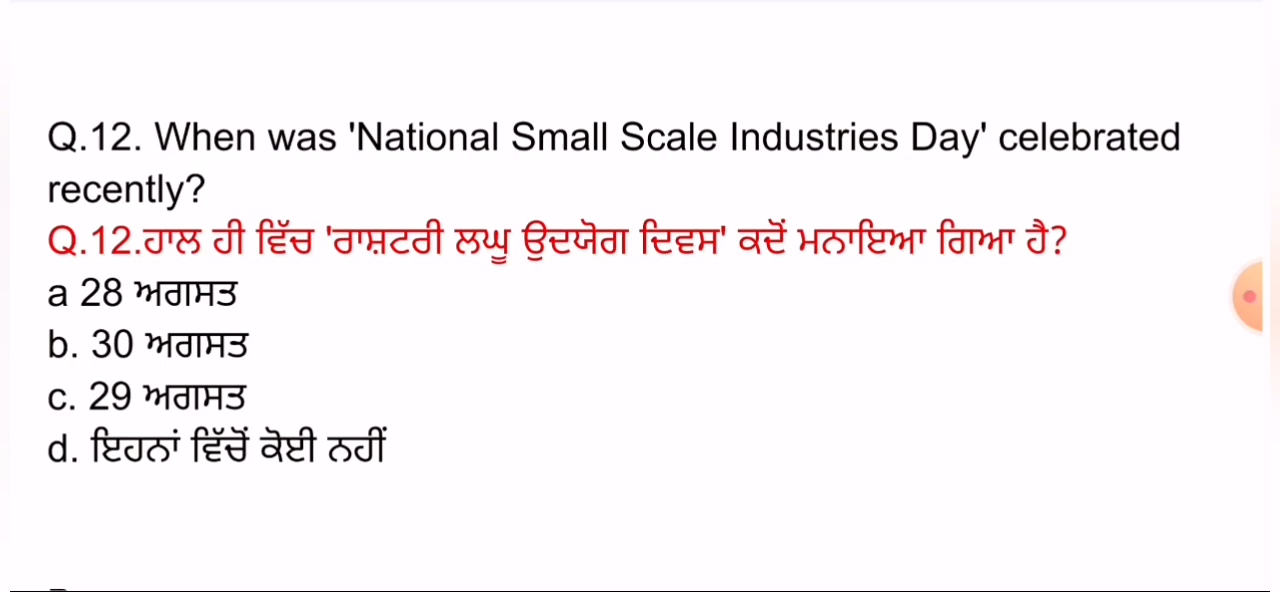 Q.12. When was 'National Small Scale Industries Day' celebrated
recently?
Q.12.ਹਾਲ ਹੀ ਵਿੱਚ 'ਰਾਸ਼ਟਰੀ ਲਘੂ ਉਦਯੋਗ ਦਿਵਸ' ਕਦੋਂ ਮਨਾਇਆ ਗਿਆ ਹੈ?
a 28 ਅਗਸਤ
b. 30 ਅਗਸਤ
c. 29 ਅਗਸਤ
d. ਇਹਨਾਂ ਵਿੱਚੋਂ ਕੋਈ ਨਹੀਂ